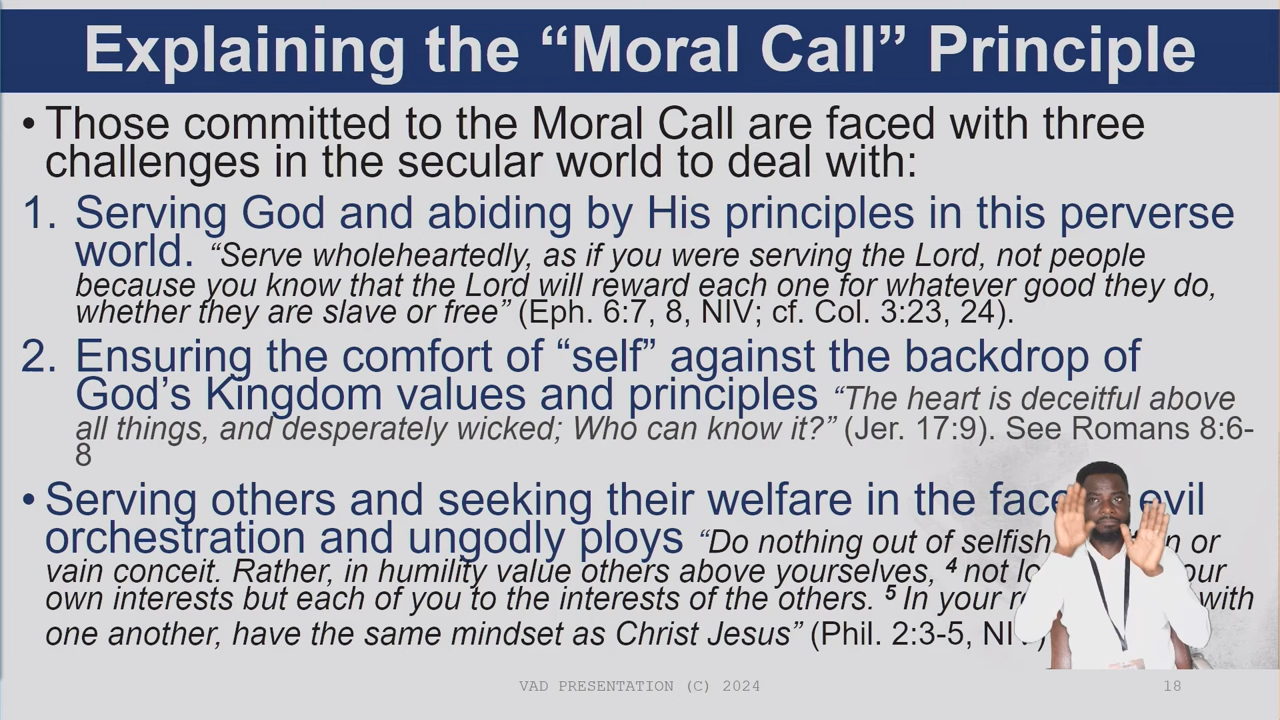 Explaining the “Moral Call” Principle
• Those committed to the Moral Call are faced with three
challenges in the secular world to deal with:
1. Serving God and abiding by His principles in this perverse
world. “Serve wholeheartedly, as if you were serving the Lord, not people
because you know that the Lord will reward each one for whatever good they do,
whether they are slave or free” (Eph. 6:7, 8, NIV; cf. Col. 3:23, 24).
2. Ensuring the comfort of “self” against the backdrop of
God’s Kingdom values and principles “The heart is deceitful above
all things, and desperately wicked; Who can know it?” (Jer. 17:9). See Romans 8:6-
8
• Serving others and seeking their welfare in the face evil
orchestration and ungodly ploys “Do nothing out of selfish or
vain conceit. Rather, in humility value others above yourselves, ⁴ not
own interests but each of you to the interests of the others. ⁵ In your with
one another, have the same mindset as Christ Jesus” (Phil. 2:3-5,
VAD PRESENTATION (C) 2024
18